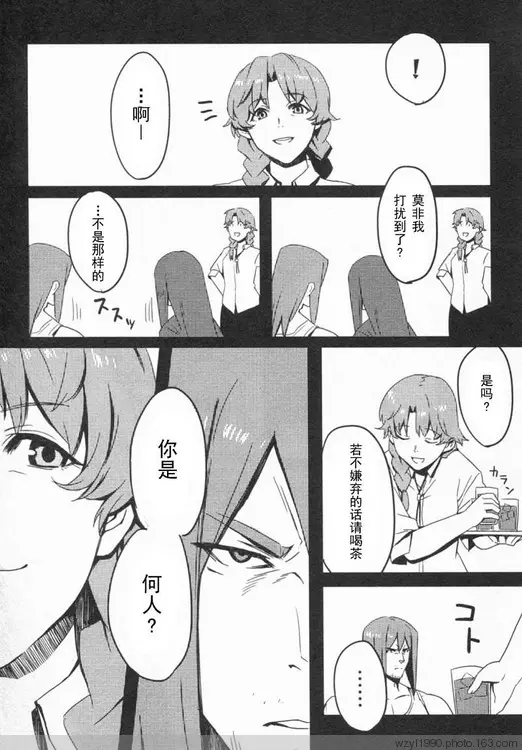 ！
…啊—
莫非我
打扰到了?
…不是那样的
ススッ
是吗?
若不嫌弃的话请喝茶
カラン
コト
……
你是
何人?
wzyl1990.photo.163.com